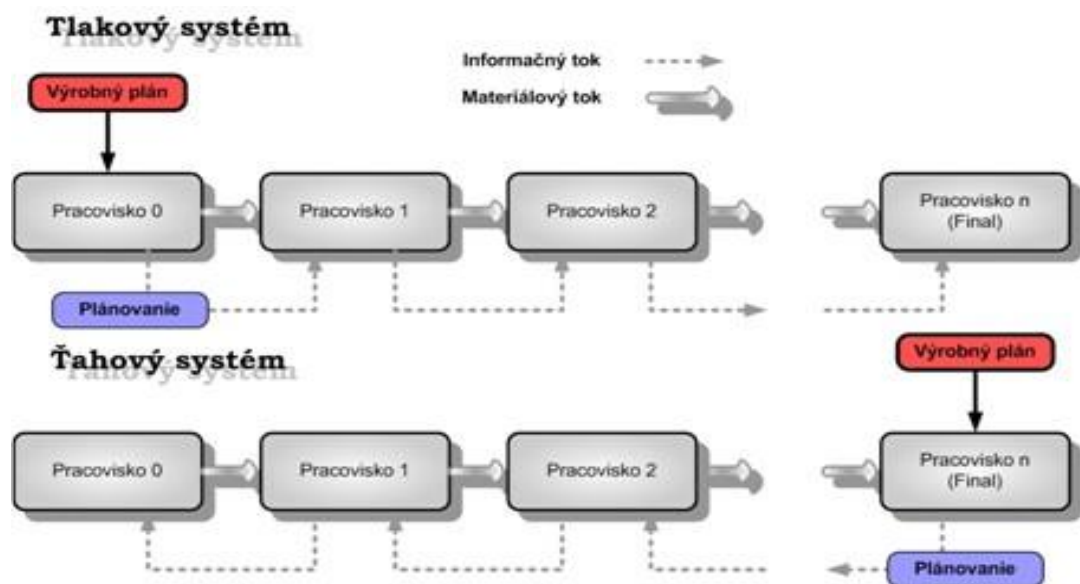 Tlakový systém
Informačný tok
Materiálový tok
Výrobný plán
Pracovisko 0
Pracovisko 1
Pracovisko 2
Pracovisko n
(Final)
Plánovanie
Ťahový systém
Výrobný plán
Pracovisko 0
Pracovisko 1
Pracovisko 2
Pracovisko n
(Final)
Plánovanie